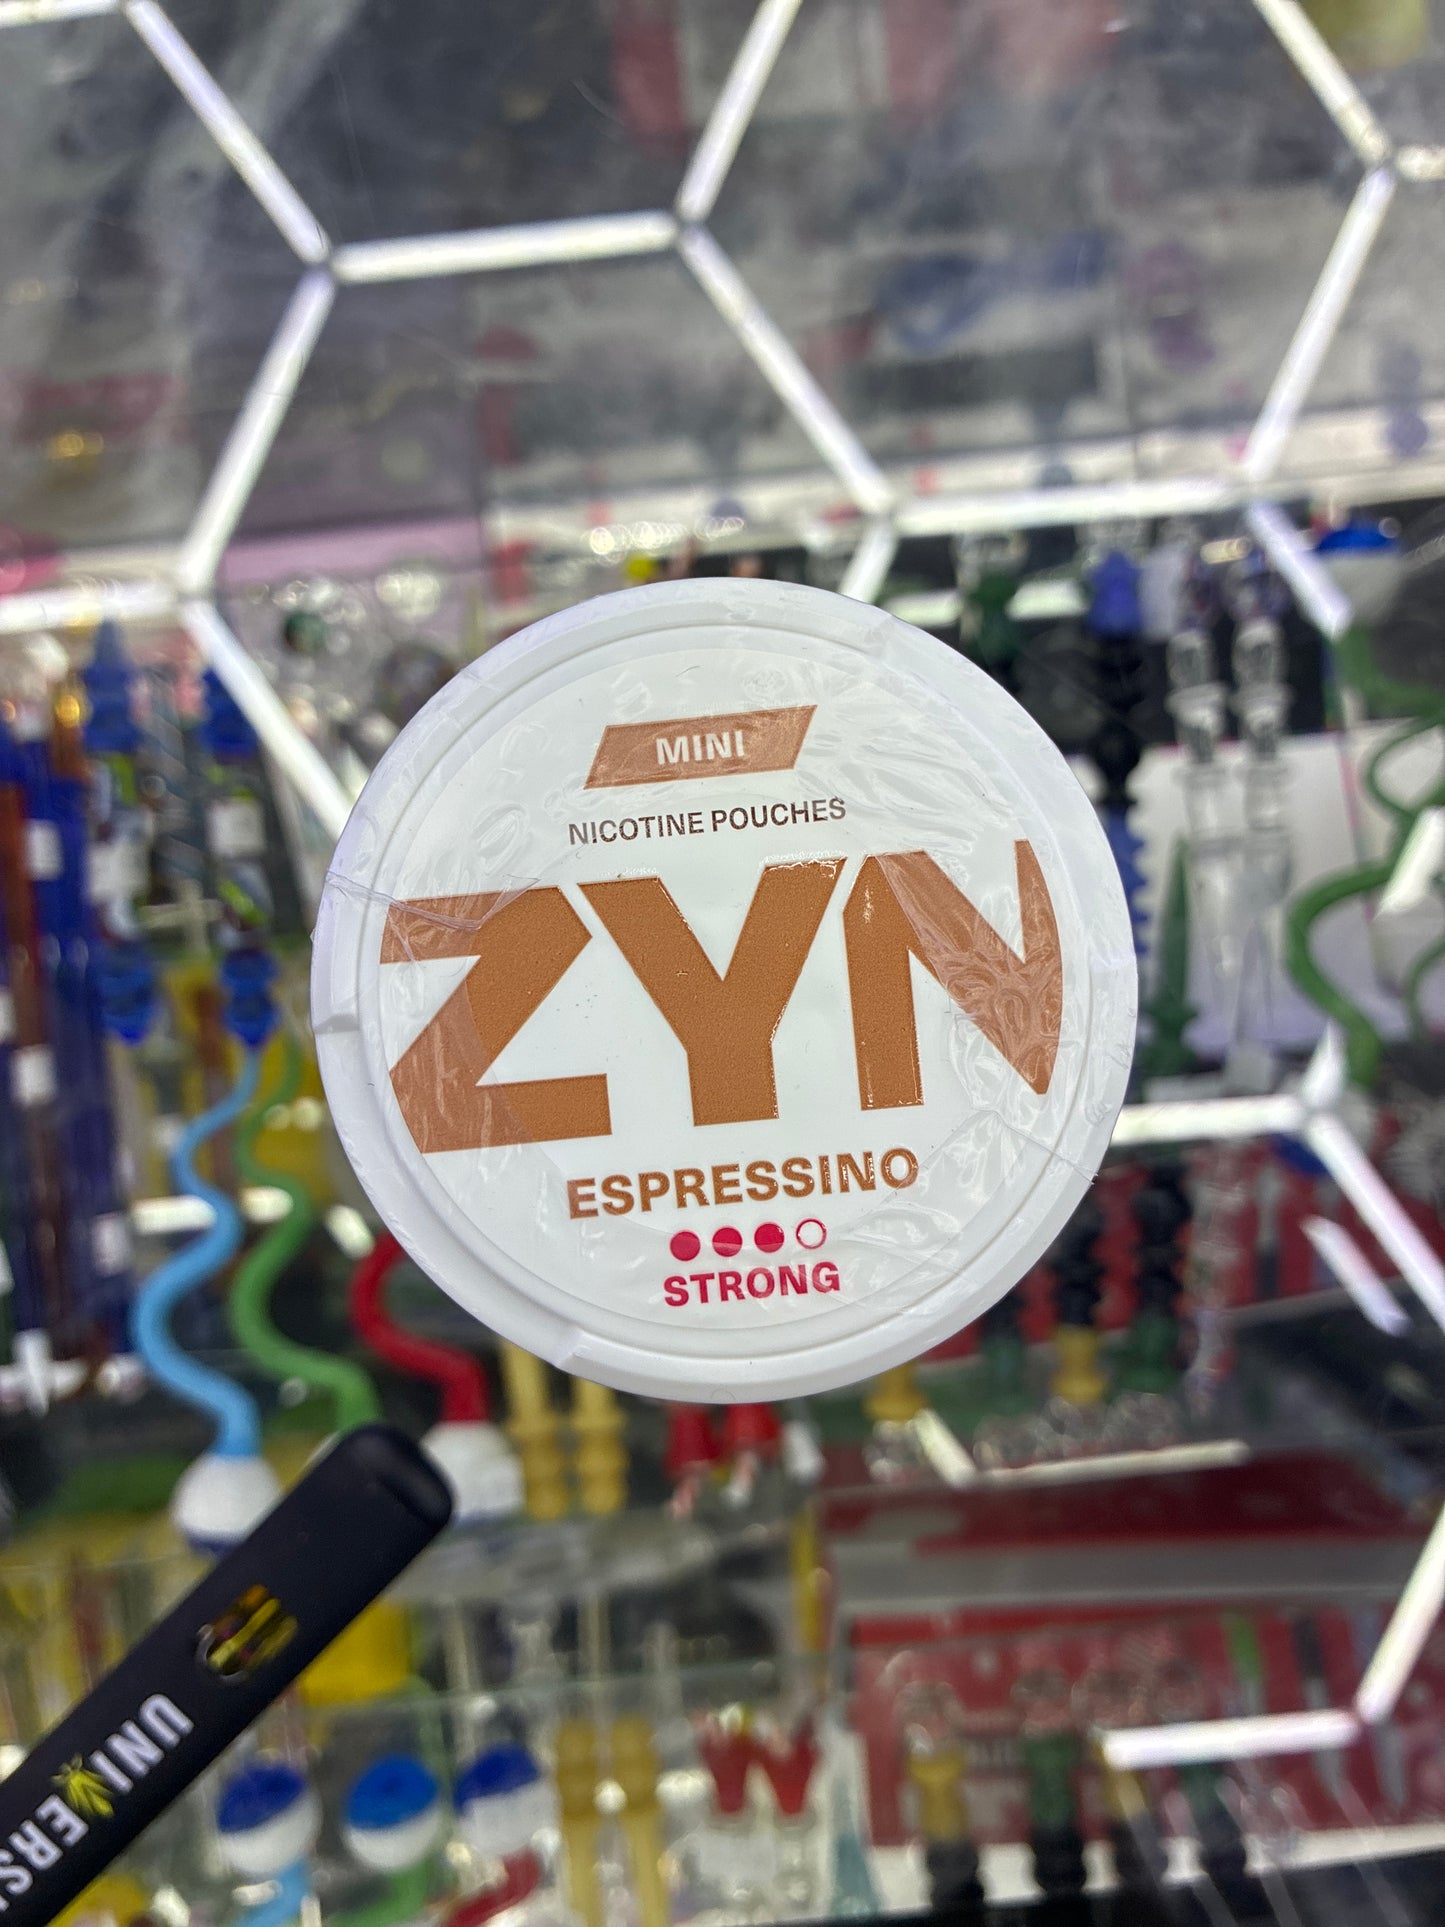 MINI
NICOTINE POUCHES
ZYN
ESPRESSINO
STRONG